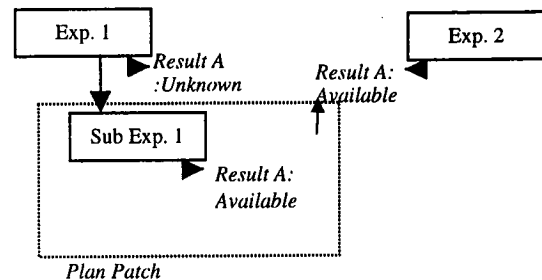 Exp. 1
Exp. 2
Result A
:Unknown
Result A:
Available
Sub Exp. 1
Result A:
Available
Plan Patch